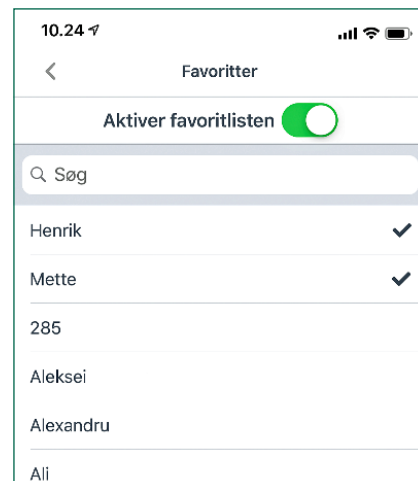 10.24
Favoritter
Aktiver favoritlisten
Søg
Henrik
Mette
285
Aleksei
Alexandru
Ali